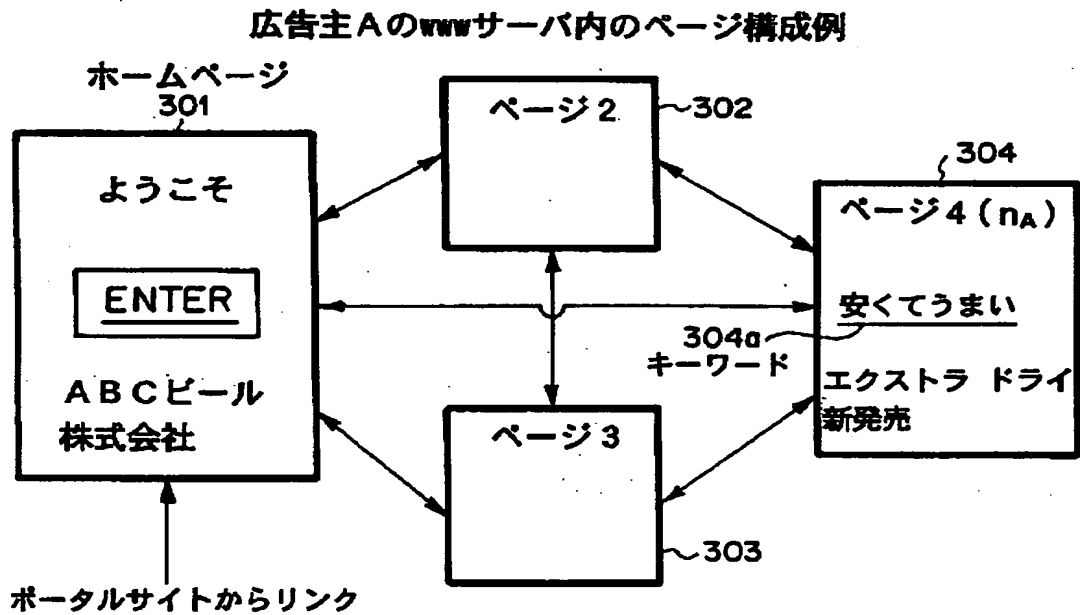 広告主Aのwwwサーバ内のページ構成例
ホームページ
301
ようこそ
ENTER
ABCビール
株式会社
ポータルサイトからリンク
ページ2
302
ページ3
303
304
ページ4(nA)
安くてうまい
304a
キーワード
エクストラ ドライ
新発売